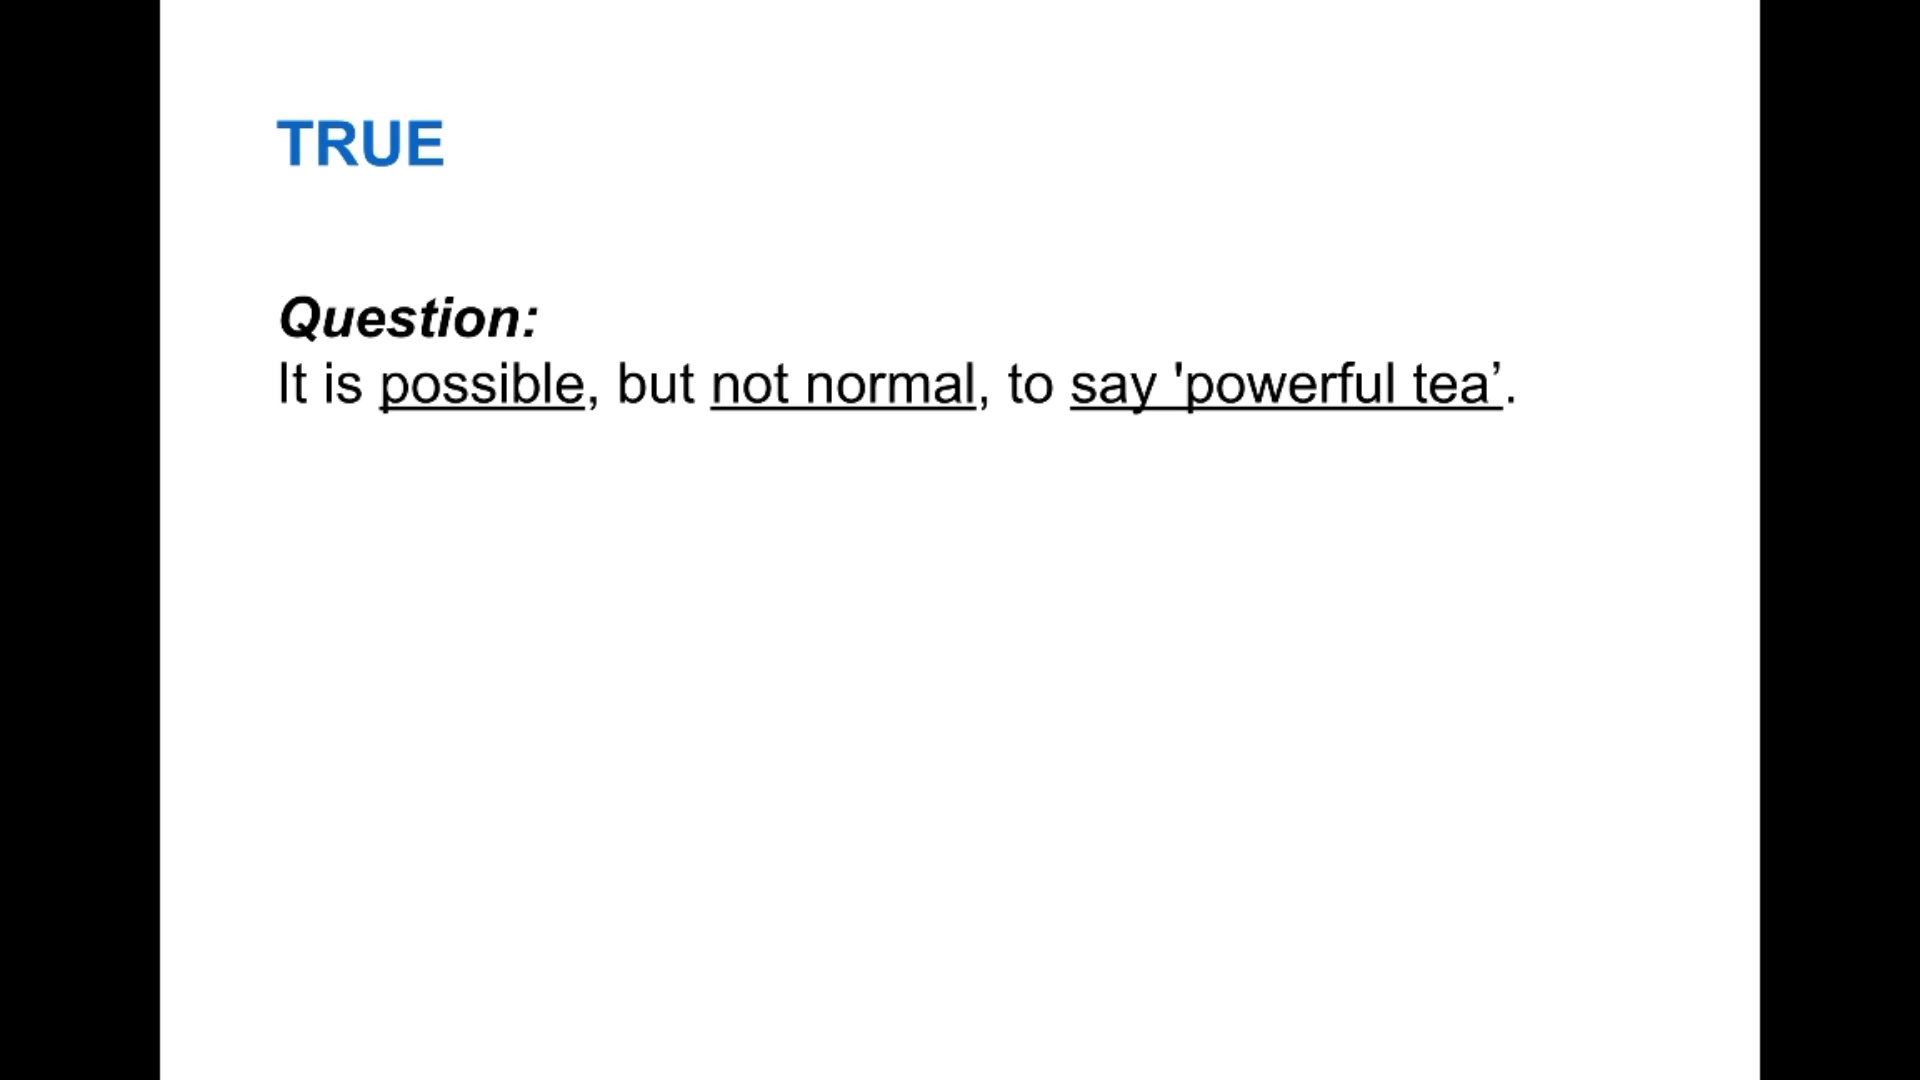 TRUE
Question:
It is possible, but not normal, to say 'powerful tea’.